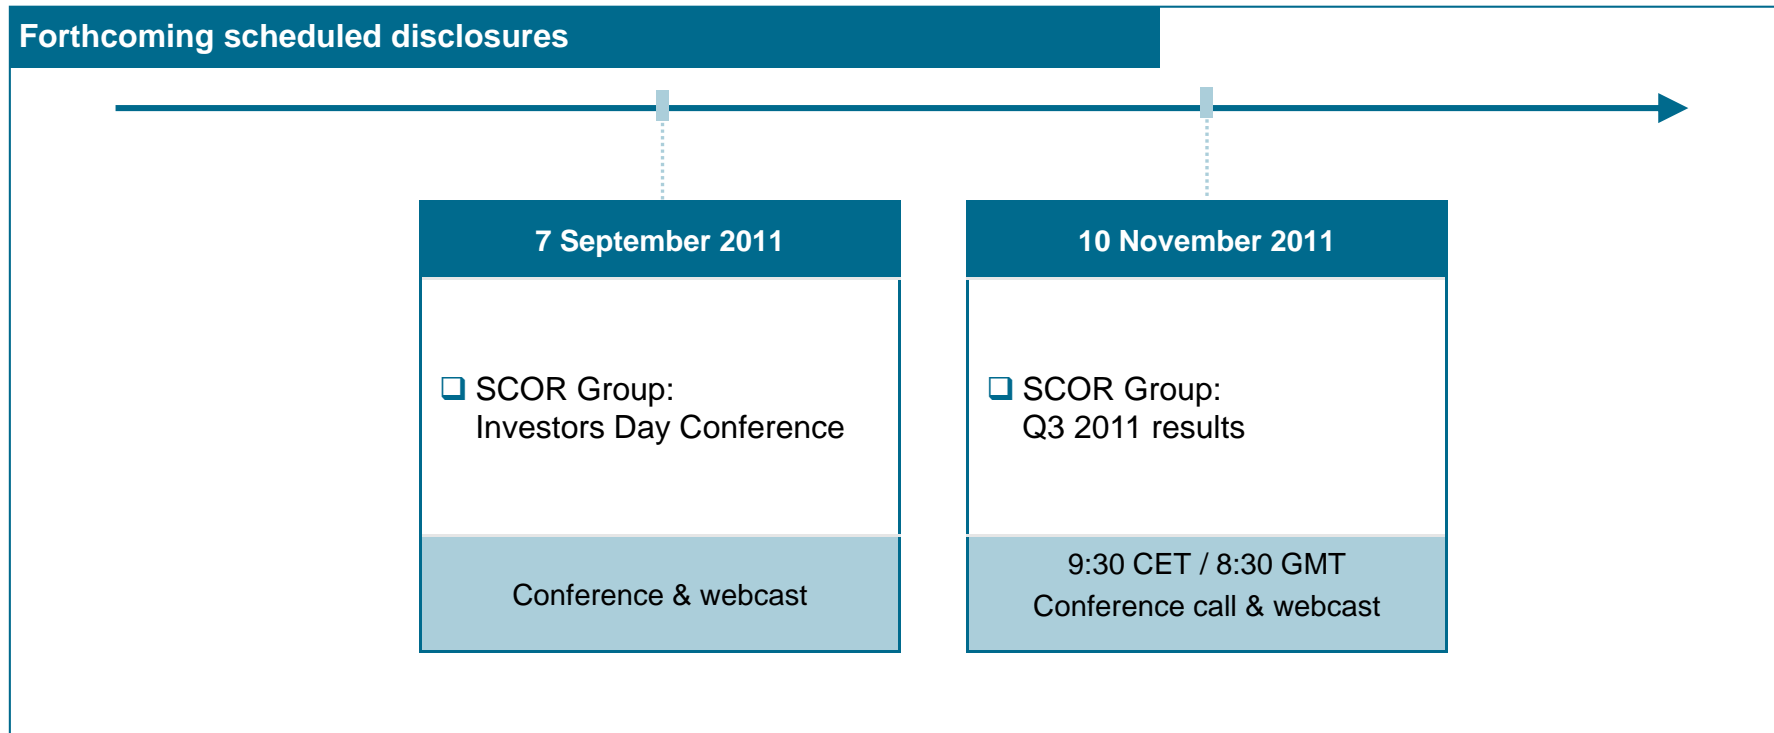 Forthcoming scheduled disclosures
7 September 2011
SCOR Group:
Investors Day Conference
Conference & webcast
10 November 2011
SCOR Group:
Q3 2011 results
9:30 CET / 8:30 GMT
Conference call & webcast